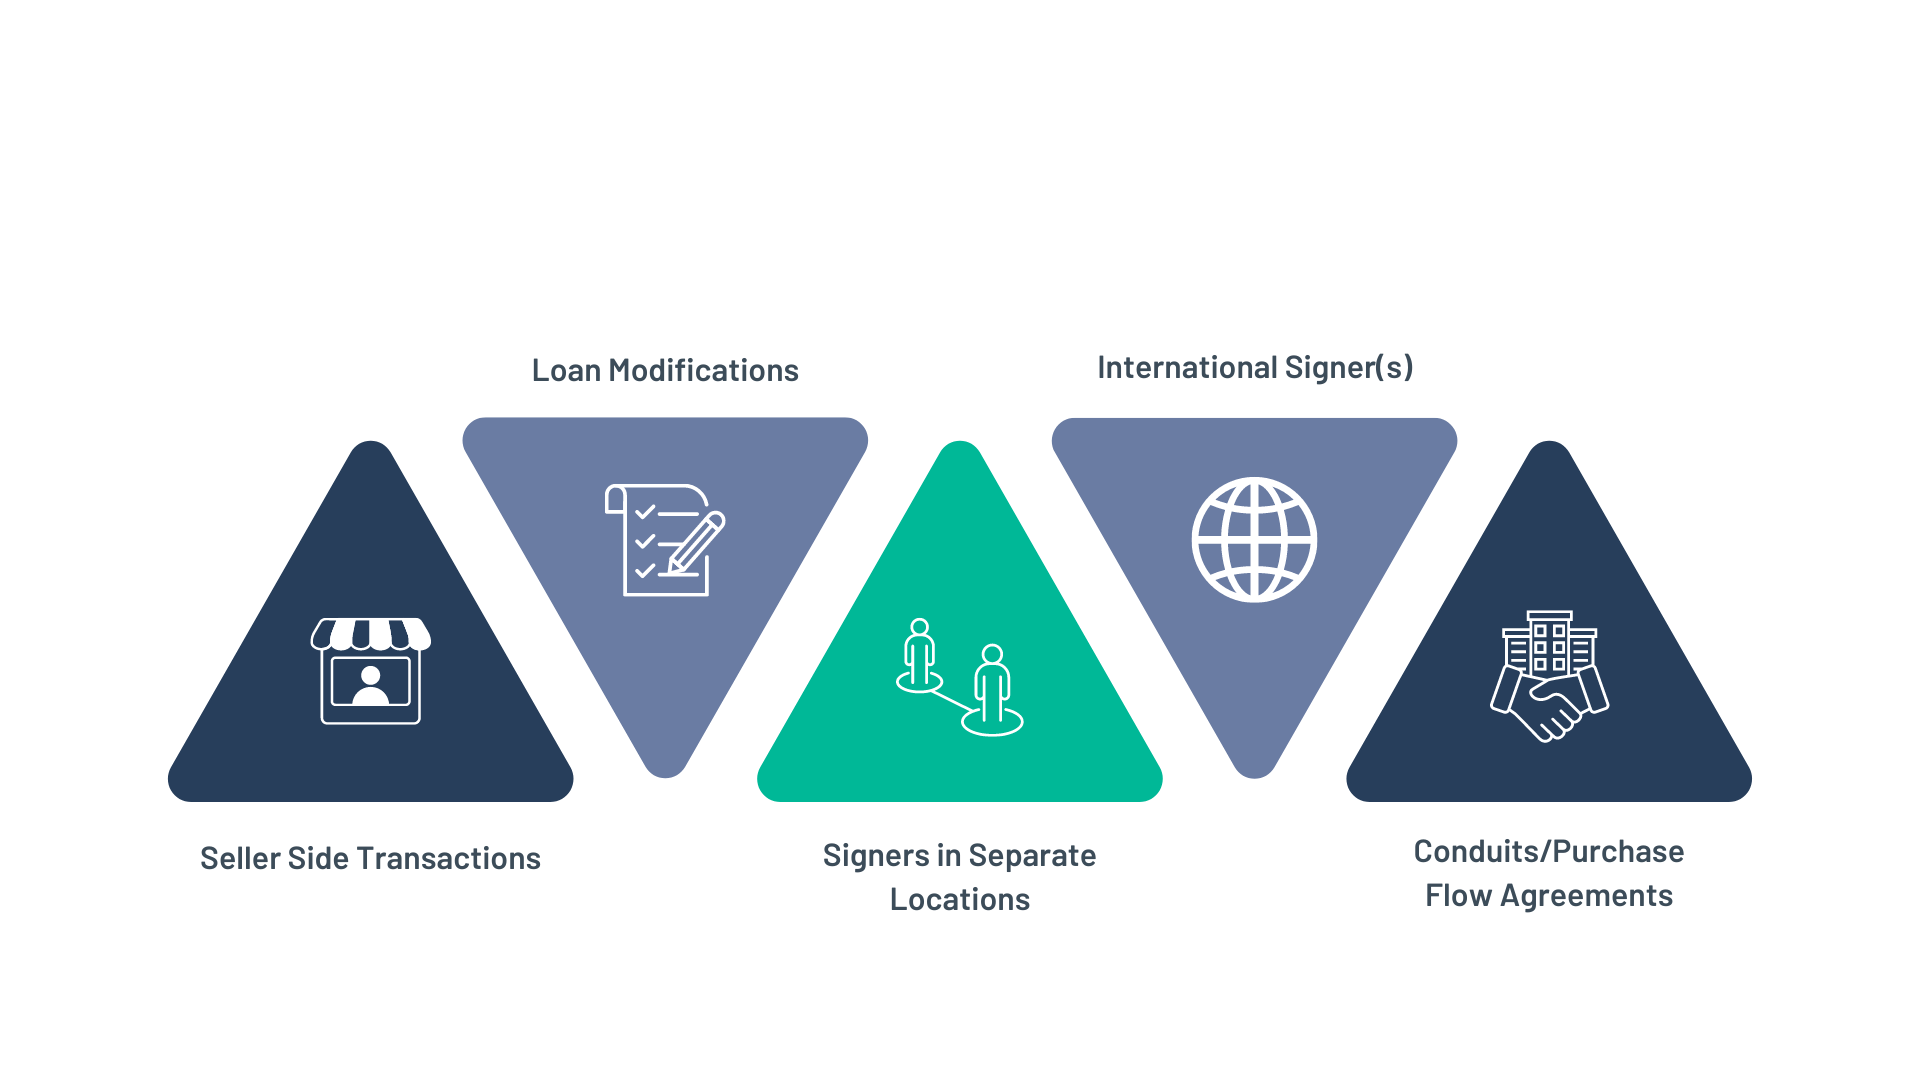 Loan Modifications
International Signer(s)
Seller Side Transactions
Signers in Separate
Locations
Conduits/Purchase
Flow Agreements